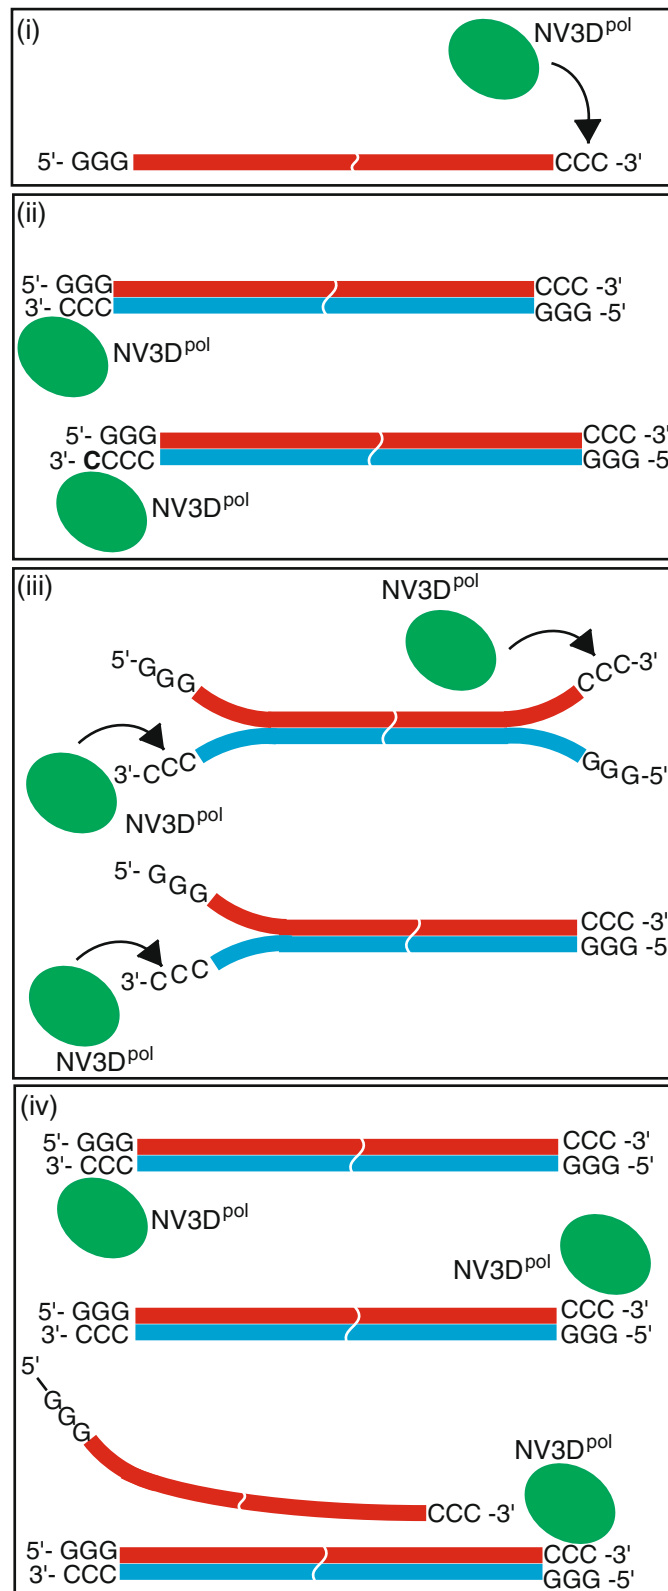 (i)
NV3Dpol
5'- GGG CCC -3'
(ii)
5'- GGG CCC -3'
3'- CCC GGG -5'
NV3Dpol
5'- GGG CCC -3'
3'- CCCC GGG -5'
NV3Dpol
(iii)
NV3Dpol
5'-GGG CCC-3'
3'-CCC GGG-5'
NV3Dpol
5'- GGG CCC -3'
3'-CCC GGG -5'
NV3Dpol
(iv)
5'- GGG CCC -3'
3'- CCC GGG -5'
NV3Dpol
NV3Dpol
5'- GGG CCC -3'
3'- CCC GGG -5'
5'
GGG
NV3Dpol
CCC -3'
5'- GGG CCC -3'
3'- CCC GGG -5'